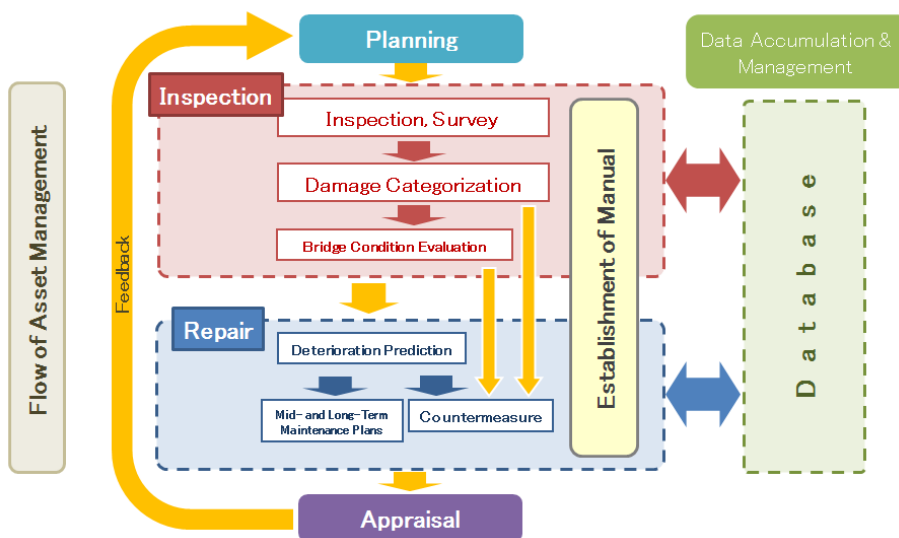 Planning
Data Accumulation &
Management
Flow of Asset Management
Feedback
Inspection
Inspection, Survey
Damage Categorization
Bridge Condition Evaluation
Establishment of Manual
Database
Repair
Deterioration Prediction
Mid- and Long-Term
Maintenance Plans
Countermeasure
Appraisal